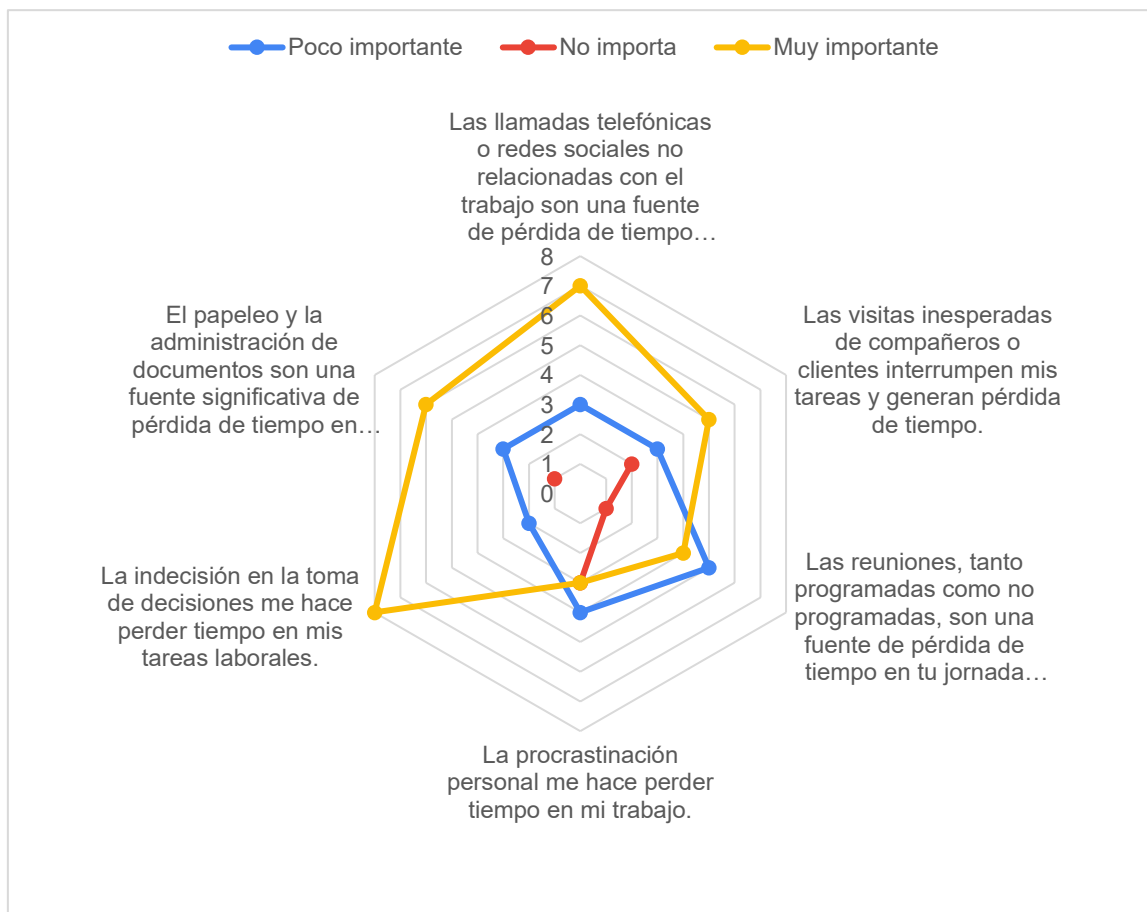 Poco importante No importa Muy importante
Las llamadas telefónicas
o redes sociales no
relacionadas con el
trabajo son una fuente
de pérdida de tiempo…
8
7
6
5
4
3
2
1
0
Las visitas inesperadas
de compañeros o
clientes interrumpen mis
tareas y generan pérdida
de tiempo.
Las reuniones, tanto
programadas como no
programadas, son una
fuente de pérdida de
tiempo en tu jornada…
La procrastinación
personal me hace perder
tiempo en mi trabajo.
La indecisión en la toma
de decisiones me hace
perder tiempo en mis
tareas laborales.
El papeleo y la
administración de
documentos son una
fuente significativa de
pérdida de tiempo en…